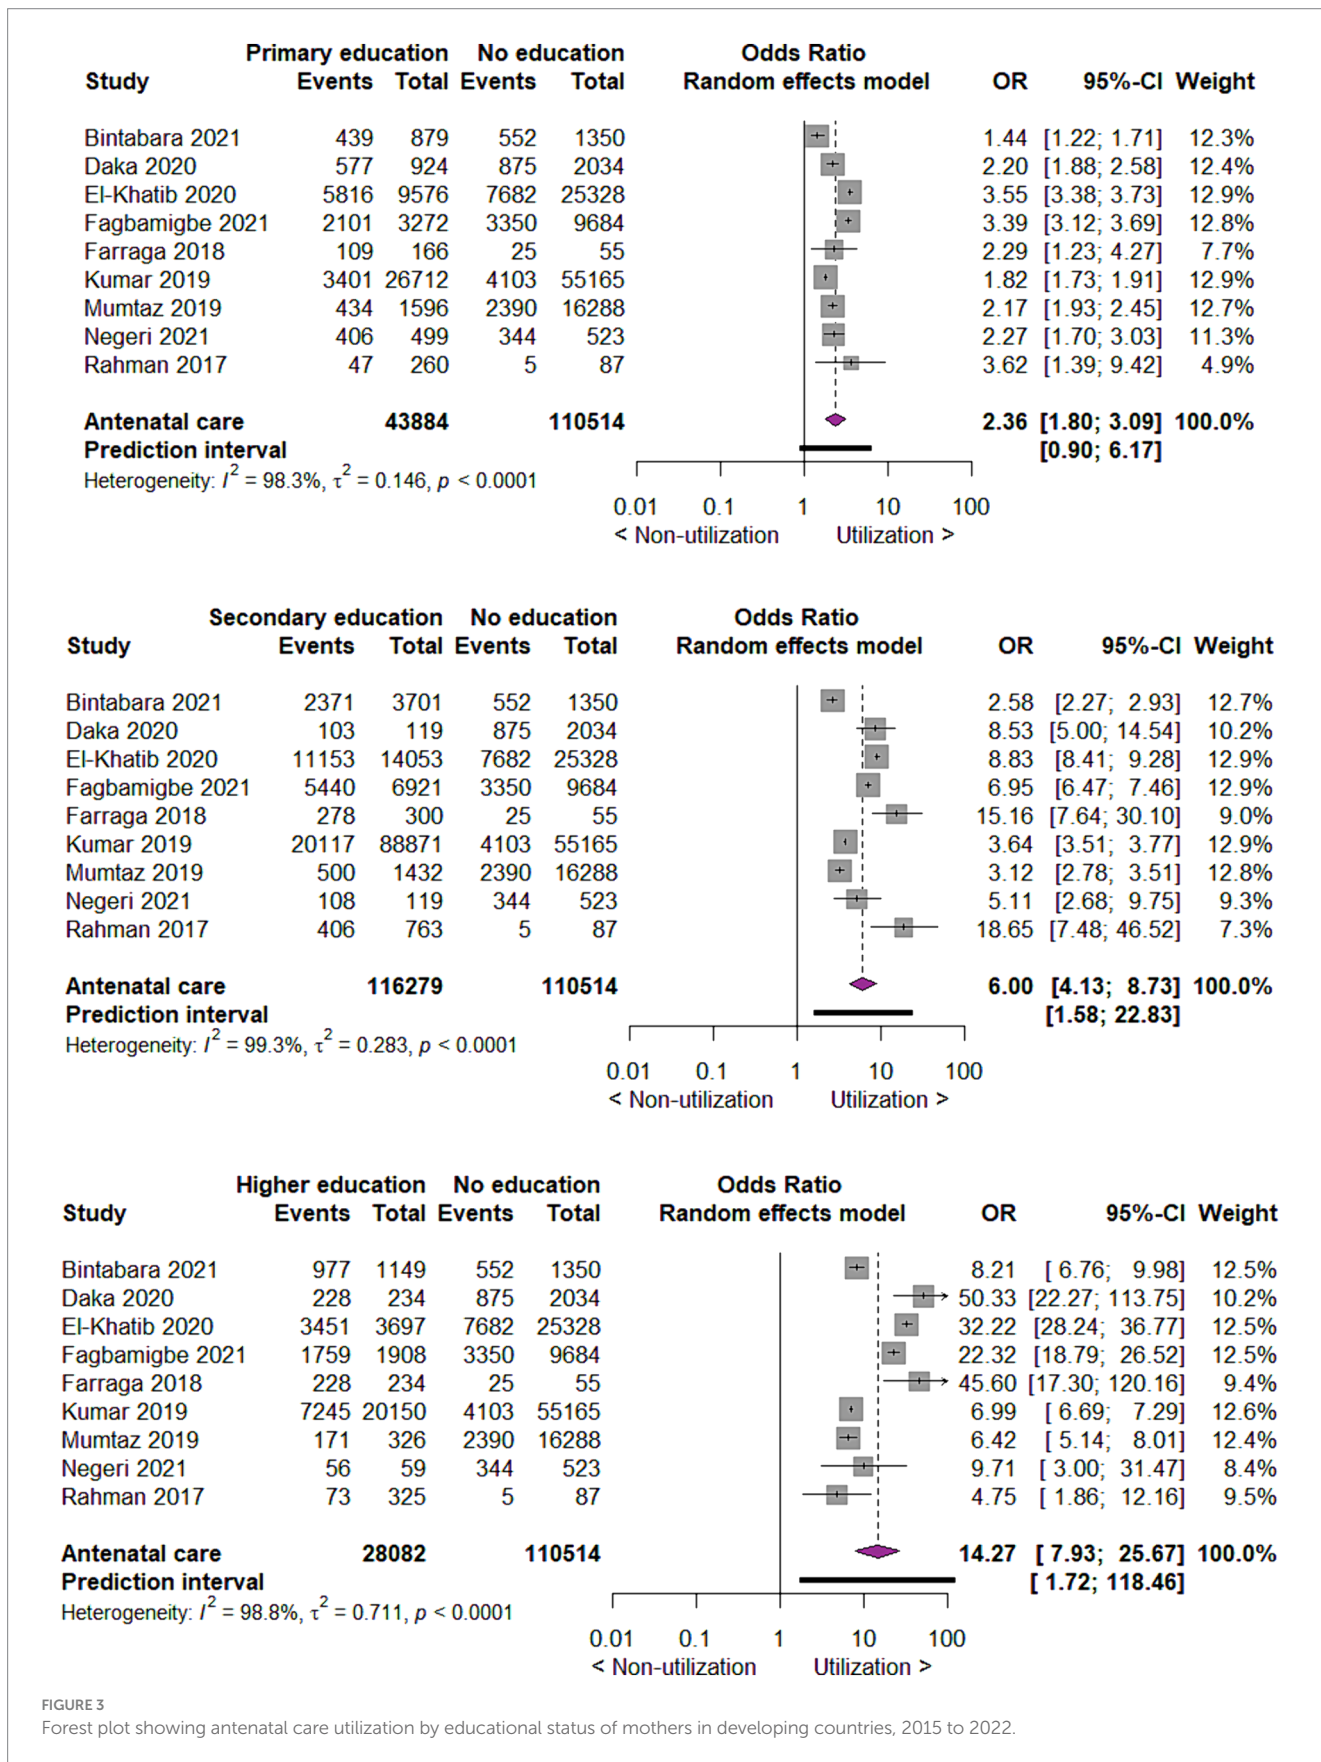 Primary education No education Odds Ratio
Study Events Total Events Total Random effects model OR 95%-CI Weight
Bintabara 2021 439 879 552 1350 1.44 [1.22; 1.71] 12.3%
Daka 2020 577 924 875 2034 2.20 [1.88; 2.58] 12.4%
El-Khatib 2020 5816 9576 7682 25328 3.55 [3.38; 3.73] 12.9%
Fagbamigbe 2021 2101 3272 3350 9684 3.39 [3.12; 3.69] 12.8%
Farraga 2018 109 166 25 55 2.29 [1.23; 4.27] 7.7%
Kumar 2019 3401 26712 4103 55165 1.82 [1.73; 1.91] 12.9%
Mumtaz 2019 434 1596 2390 16288 2.17 [1.93; 2.45] 12.7%
Negeri 2021 406 499 344 523 2.27 [1.70; 3.03] 11.3%
Rahman 2017 47 260 5 87 3.62 [1.39; 9.42] 4.9%
Antenatal care 43884 110514 2.36 [1.80; 3.09] 100.0%
Prediction interval [0.90; 6.17]
Heterogeneity: I² = 98.3%, τ² = 0.146, p < 0.0001
0.01 0.1 1 10 100
< Non-utilization Utilization >
Secondary education No education Odds Ratio
Study Events Total Events Total Random effects model OR 95%-CI Weight
Bintabara 2021 2371 3701 552 1350 2.58 [2.27; 2.93] 12.7%
Daka 2020 103 119 875 2034 8.53 [5.00; 14.54] 10.2%
El-Khatib 2020 11153 14053 7682 25328 8.83 [8.41; 9.28] 12.9%
Fagbamigbe 2021 5440 6921 3350 9684 6.95 [6.47; 7.46] 12.9%
Farraga 2018 278 300 25 55 15.16 [7.64; 30.10] 9.0%
Kumar 2019 20117 88871 4103 55165 3.64 [3.51; 3.77] 12.9%
Mumtaz 2019 500 1432 2390 16288 3.12 [2.78; 3.51] 12.8%
Negeri 2021 108 119 344 523 5.11 [2.68; 9.75] 9.3%
Rahman 2017 406 763 5 87 18.65 [7.48; 46.52] 7.3%
Antenatal care 116279 110514 6.00 [4.13; 8.73] 100.0%
Prediction interval [1.58; 22.83]
Heterogeneity: I² = 99.3%, τ² = 0.283, p < 0.0001
0.01 0.1 1 10 100
< Non-utilization Utilization >
Higher education No education Odds Ratio
Study Events Total Events Total Random effects model OR 95%-CI Weight
Bintabara 2021 977 1149 552 1350 8.21 [ 6.76; 9.98] 12.5%
Daka 2020 228 234 875 2034 50.33 [22.27; 113.75] 10.2%
El-Khatib 2020 3451 3697 7682 25328 32.22 [28.24; 36.77] 12.5%
Fagbamigbe 2021 1759 1908 3350 9684 22.32 [18.79; 26.52] 12.5%
Farraga 2018 228 234 25 55 45.60 [17.30; 120.16] 9.4%
Kumar 2019 7245 20150 4103 55165 6.99 [ 6.69; 7.29] 12.6%
Mumtaz 2019 171 326 2390 16288 6.42 [ 5.14; 8.01] 12.4%
Negeri 2021 56 59 344 523 9.71 [ 3.00; 31.47] 8.4%
Rahman 2017 73 325 5 87 4.75 [ 1.86; 12.16] 9.5%
Antenatal care 28082 110514 14.27 [ 7.93; 25.67] 100.0%
Prediction interval [ 1.72; 118.46]
Heterogeneity: I² = 98.8%, τ² = 0.711, p < 0.0001
0.01 0.1 1 10 100
< Non-utilization Utilization >
FIGURE 3
Forest plot showing antenatal care utilization by educational status of mothers in developing countries, 2015 to 2022.